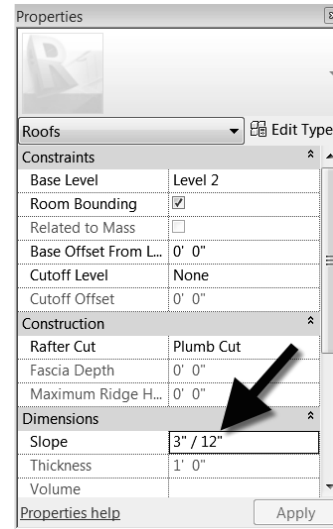 Properties
Roofs Edit Type
Constraints
Base Level Level 2
Room Bounding
Related to Mass
Base Offset From L... 0' 0"
Cutoff Level None
Cutoff Offset 0' 0"
Construction
Rafter Cut Plumb Cut
Fascia Depth 0' 0"
Maximum Ridge H... 0' 0"
Dimensions
Slope 3" / 12"
Thickness 1' 0"
Volume
Properties help Apply